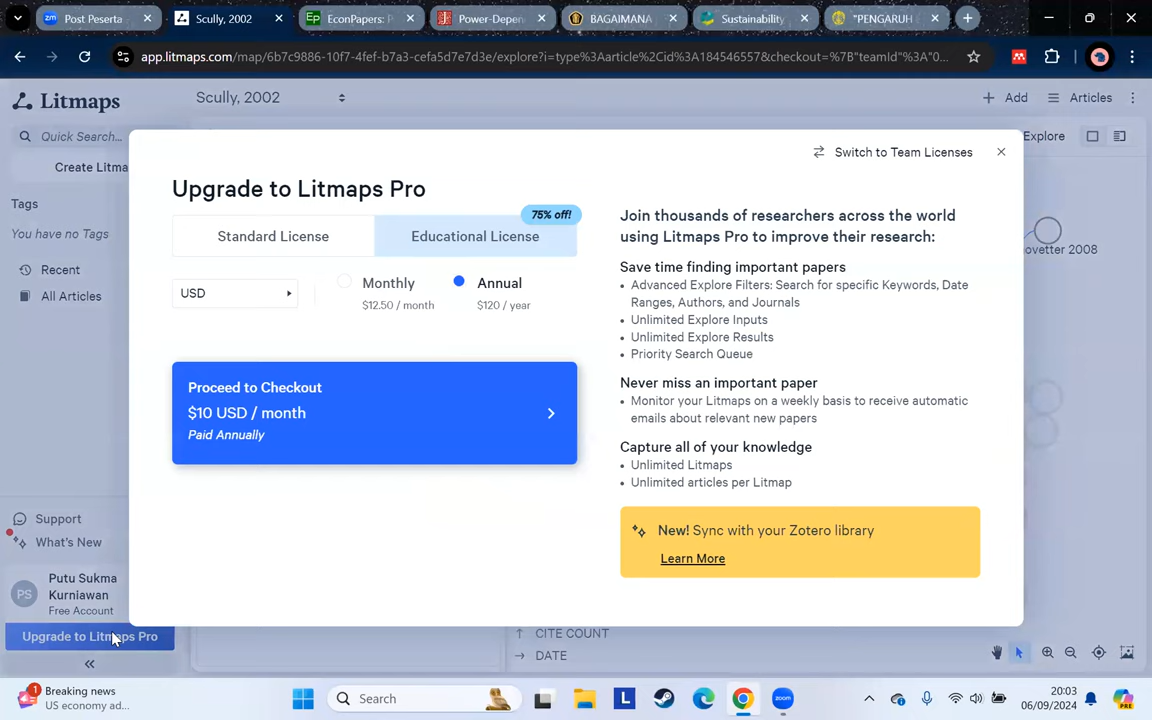 Post Peserta
Scully, 2002
EconPapers: P
Power-Depen
BAGAIMANA
Sustainability
"PENGARUH
app.litmaps.com/map/6b7c9886-10f7-4fef-b7a3-cefa5d7e7d3e/explore?i=type%3Aarticle%2Cid%3A184546557&checkout=%7B"teamId"%3A"0...
Litmaps
Scully, 2002
Add
Articles
Quick Search...
Explore
Create Litma
Tags
You have no Tags
Recent
All Articles
Switch to Team Licenses
Upgrade to Litmaps Pro
75% off!
Standard License
Educational License
USD
Monthly
$12.50 / month
Annual
$120 / year
Proceed to Checkout
$10 USD / month
Paid Annually
Join thousands of researchers across the world
using Litmaps Pro to improve their research:
Save time finding important papers
• Advanced Explore Filters: Search for specific Keywords, Date
Ranges, Authors, and Journals
• Unlimited Explore Inputs
• Unlimited Explore Results
• Priority Search Queue
Never miss an important paper
• Monitor your Litmaps on a weekly basis to receive automatic
emails about relevant new papers
Capture all of your knowledge
• Unlimited Litmaps
• Unlimited articles per Litmap
New! Sync with your Zotero library
Learn More
ovetter 2008
Support
What's New
PS
Putu Sukma
Kurniawan
Free Account
Upgrade to Litmaps Pro
«
↑ CITE COUNT
→ DATE
1
Breaking news
US economy ad...
Search
20:03
06/09/2024